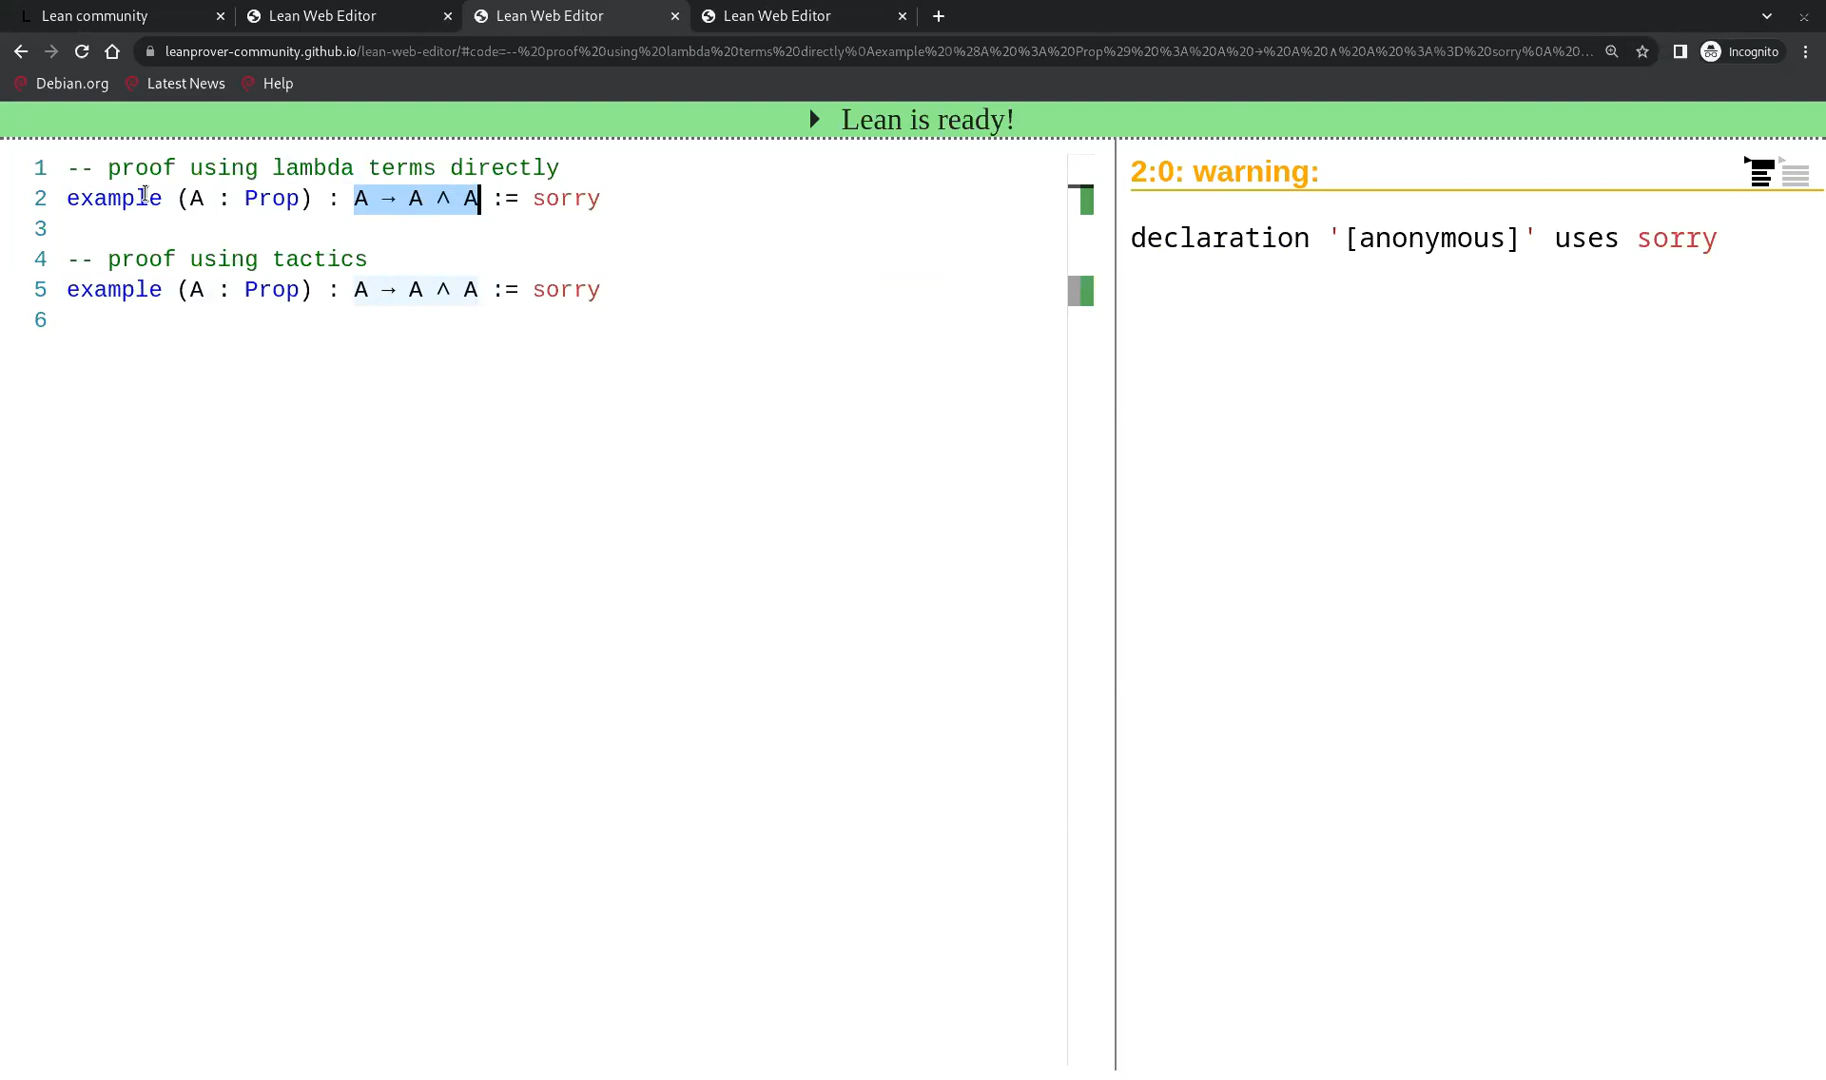 Lean community
Lean Web Editor
Lean Web Editor
Lean Web Editor
leanprover-community.github.io/lean-web-editor/#code=--%20proof%20using%20lambda%20terms%20directly%0Aexample%20%28A%20%3A%20Prop%29%20%3A%20A%20→%20A%20∧%20A%20%3A%3D%20sorry%0A%20...
Incognito
Debian.org
Latest News
Help
Lean is ready!
1 -- proof using lambda terms directly
2 example (A : Prop) : A → A ∧ A := sorry
3
4 -- proof using tactics
5 example (A : Prop) : A → A ∧ A := sorry
6
2:0: warning:
declaration '[anonymous]' uses sorry